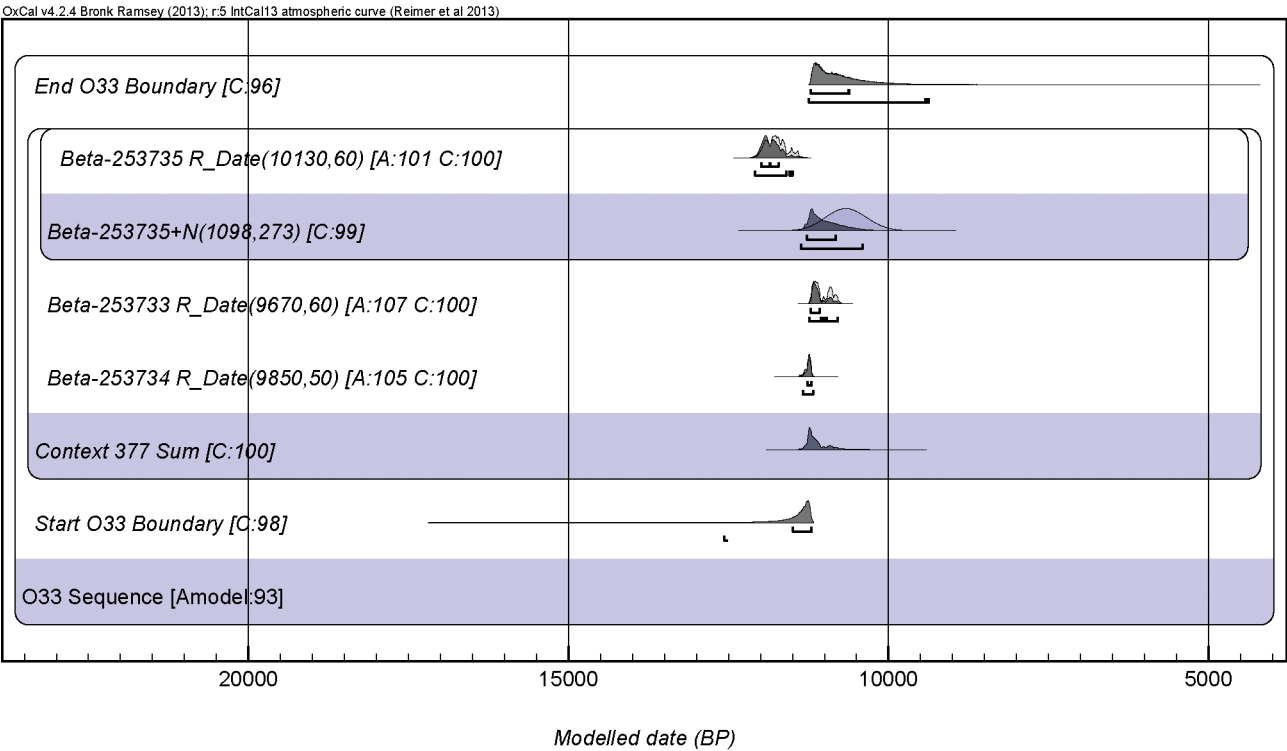 OxCal v4.2.4 Bronk Ramsey (2013); r:5 IntCal13 atmospheric curve (Reimer et al 2013)
End O33 Boundary [C:96]
Beta-253735 R_Date(10130,60) [A:101 C:100]
Beta-253735+N(1098,273) [C:99]
Beta-253733 R_Date(9670,60) [A:107 C:100]
Beta-253734 R_Date(9850,50) [A:105 C:100]
Context 377 Sum [C:100]
Start O33 Boundary [C:98]
O33 Sequence [Amodel:93]
20000 15000 10000 5000
Modelled date (BP)